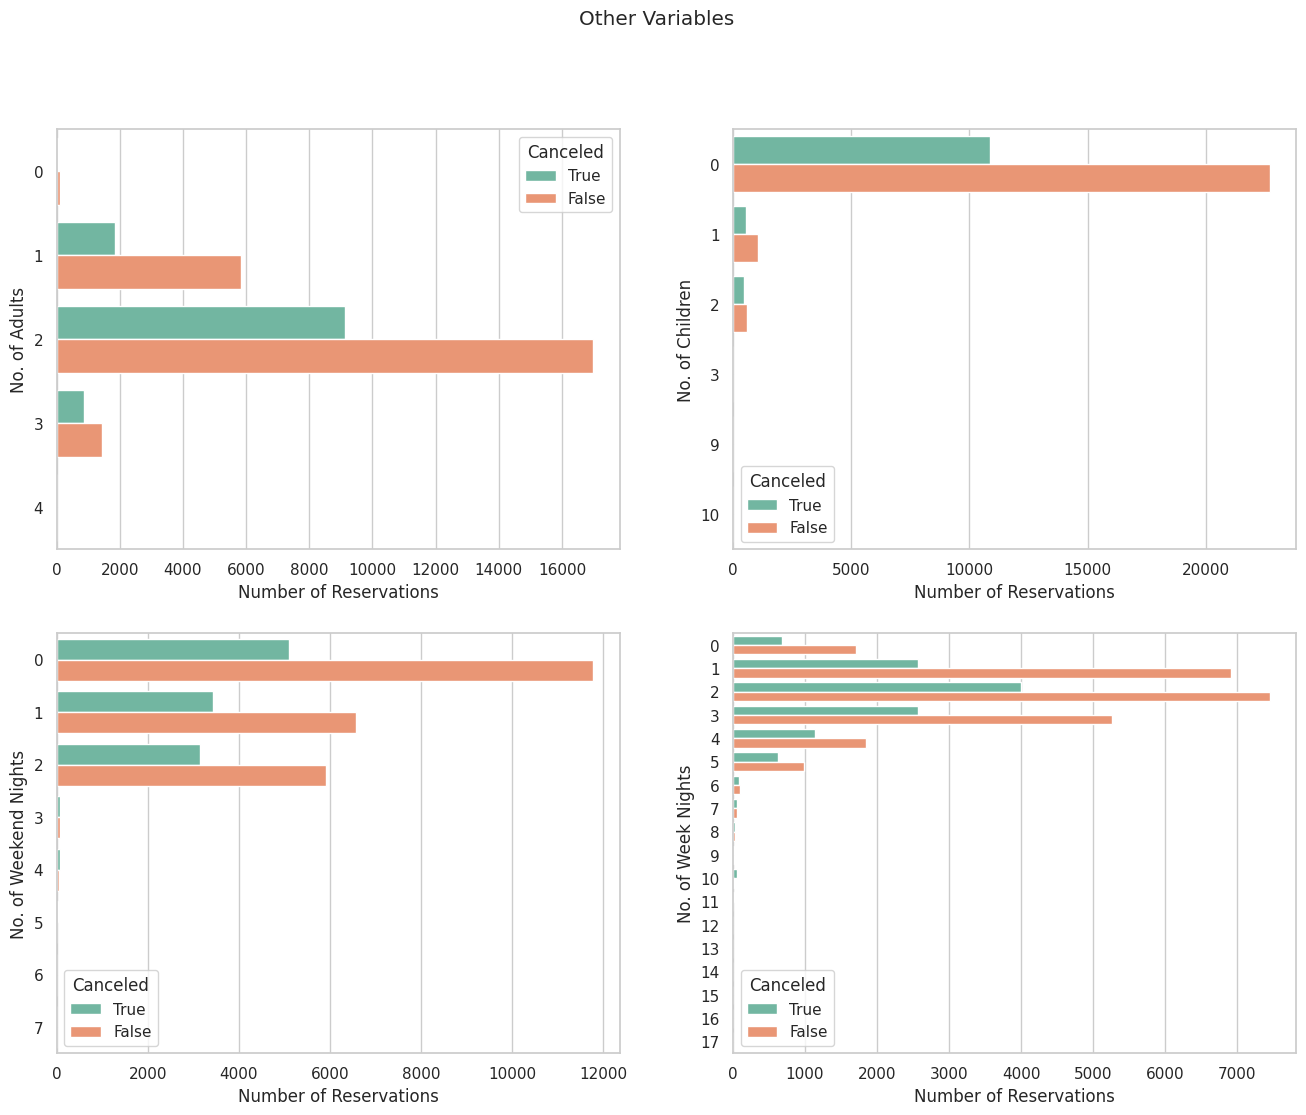 Other Variables
Canceled
True
False
0
1
2
3
4
No. of Adults
0 2000 4000 6000 8000 10000 12000 14000 16000
Number of Reservations
0
1
2
3
9
10
No. of Children
Canceled
True
False
0 5000 10000 15000 20000
Number of Reservations
0
1
2
3
4
5
6
7
No. of Weekend Nights
Canceled
True
False
0 2000 4000 6000 8000 10000 12000
Number of Reservations
0
1
2
3
4
5
6
7
8
9
10
11
12
13
14
15
16
17
No. of Week Nights
Canceled
True
False
0 1000 2000 3000 4000 5000 6000 7000
Number of Reservations